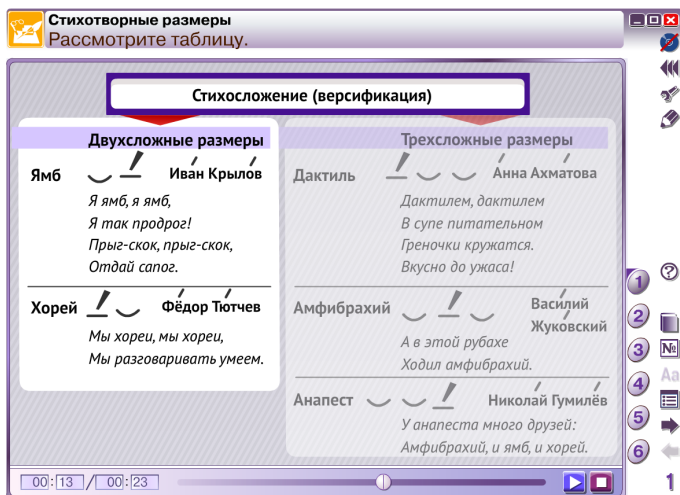 Стихотворные размеры
Рассмотрите таблицу.
Стихосложение (версификация)
Двухсложные размеры
Ямб
Иван Крылов
Я ямб, я ямб,
Я так продрог!
Прыг-скок, прыг-скок,
Отдай сапог.
Хорей
Фёдор Тютчев
Мы хореи, мы хореи,
Мы разговаривать умеем.
Трехсложные размеры
Дактиль
Анна Ахматова
Дактилем, дактилем
В супе питательном
Греночки кружатся.
Вкусно до ужаса!
Амфибрахий
Василий
Жуковский
А в этой рубахе
Ходил амфибрахий.
Анапест
Николай Гумилёв
У анапеста много друзей:
Амфибрахий, и ямб, и хорей.
1
2
3
4
5
6
№
Аа
1
00:13 / 00:23